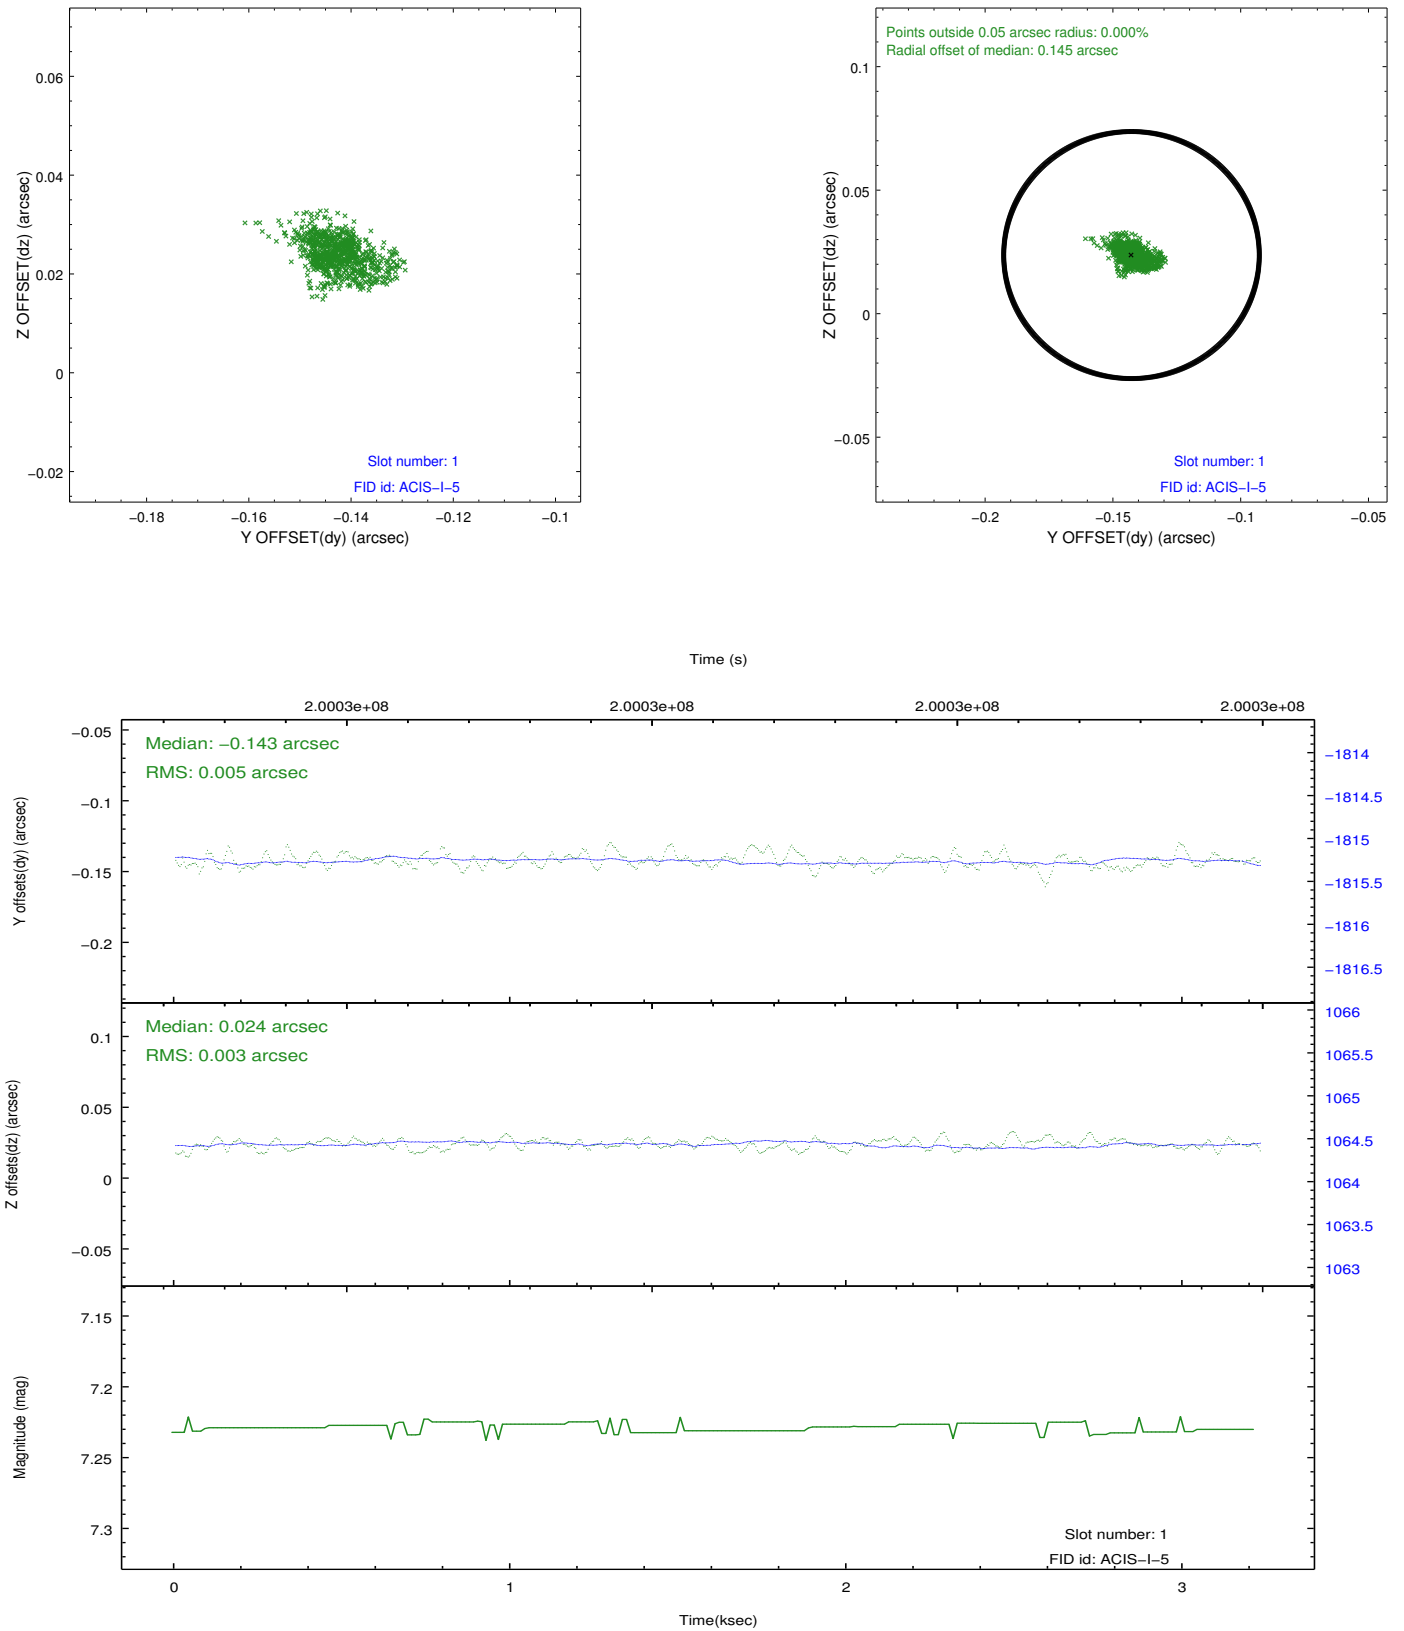 0.06
0.04
0.02
0
−0.02
Z OFFSET(dz) (arcsec)
Slot number: 1
FID id: ACIS−I−5
−0.18 −0.16 −0.14 −0.12 −0.1
Y OFFSET(dy) (arcsec)
Points outside 0.05 arcsec radius: 0.000%
Radial offset of median: 0.145 arcsec
0.1
0.05
0
−0.05
Z OFFSET(dz) (arcsec)
Slot number: 1
FID id: ACIS−I−5
−0.2 −0.15 −0.1 −0.05
Y OFFSET(dy) (arcsec)
Time (s)
2.0003e+08 2.0003e+08 2.0003e+08 2.0003e+08
Median: −0.143 arcsec
RMS: 0.005 arcsec
−0.05
−0.1
−0.15
−0.2
Y offsets(dy) (arcsec)
−1814
−1814.5
−1815
−1815.5
−1816
−1816.5
Median: 0.024 arcsec
RMS: 0.003 arcsec
0.1
0.05
0
−0.05
Z offsets(dz) (arcsec)
1066
1065.5
1065
1064.5
1064
1063.5
1063
7.15
7.2
7.25
7.3
Magnitude (mag)
Slot number: 1
FID id: ACIS−I−5
0 1 2 3
Time(ksec)